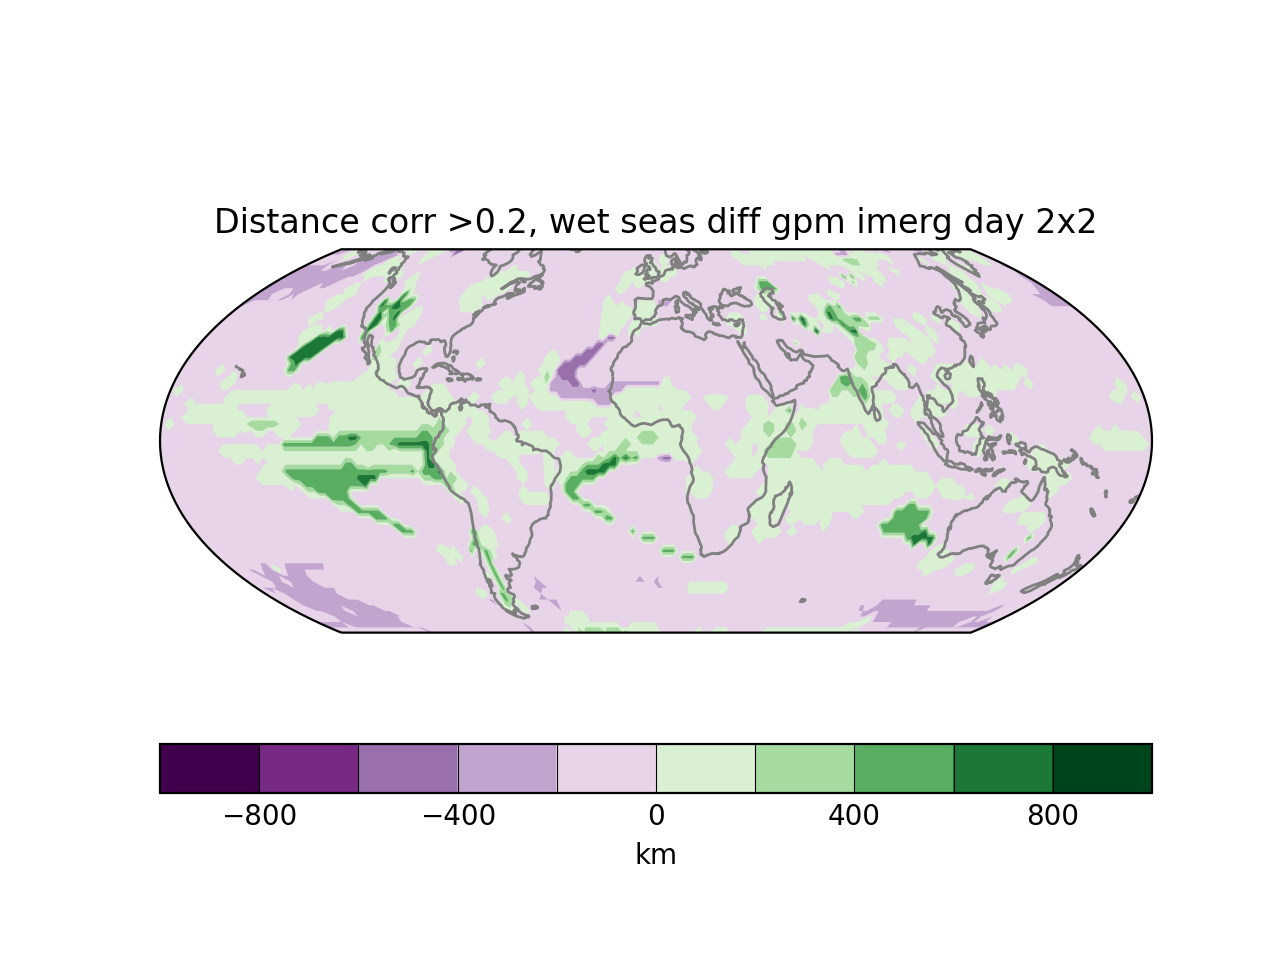 Distance corr >0.2, wet seas diff gpm imerg day 2x2
−800 −400 0 400 800
km